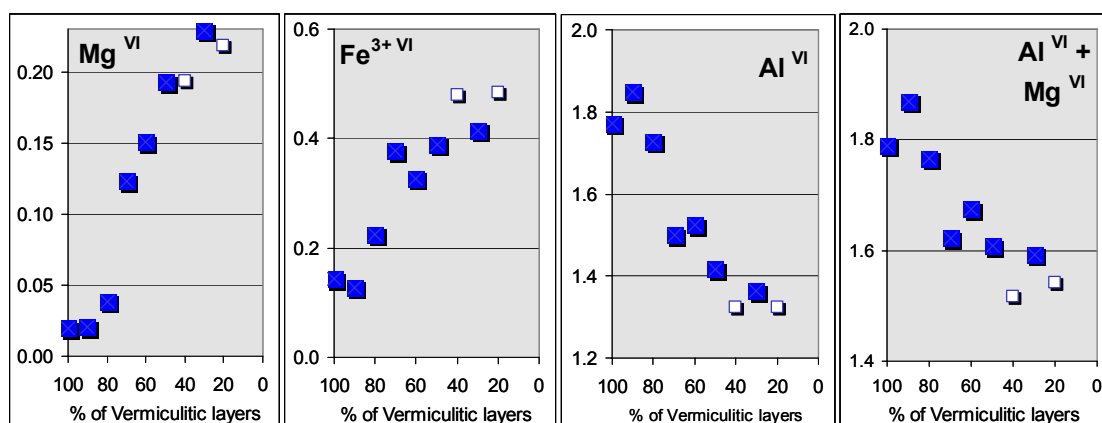 Mg VI
0.20
0.15
0.10
0.05
0.00
100 80 60 40 20 0
% of Vermiculitic layers
Fe3+ VI
0.6
0.4
0.2
0.0
100 80 60 40 20 0
% of Vermiculitic layers
Al VI
2.0
1.8
1.6
1.4
1.2
100 80 60 40 20 0
% of Vermiculitic layers
Al VI +
Mg VI
2.0
1.8
1.6
1.4
100 80 60 40 20 0
% of Vermiculitic layers